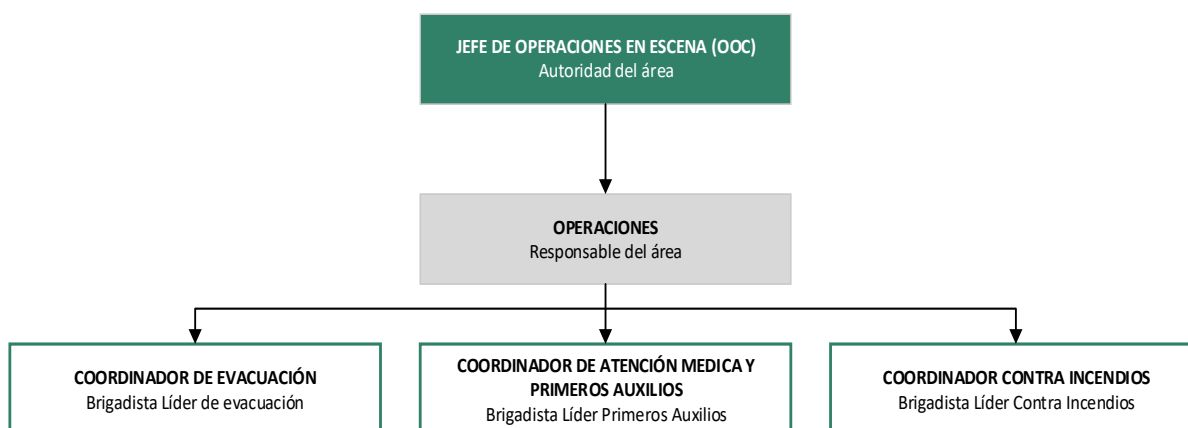 JEFE DE OPERACIONES EN ESCENA (OOC)
Autoridad del área
OPERACIONES
Responsable del área
COORDINADOR DE EVACUACIÓN
Brigadista Líder de evacuación
COORDINADOR DE ATENCIÓN MEDICA Y
PRIMEROS AUXILIOS
Brigadista Líder Primeros Auxilios
COORDINADOR CONTRA INCENDIOS
Brigadista Líder Contra Incendios